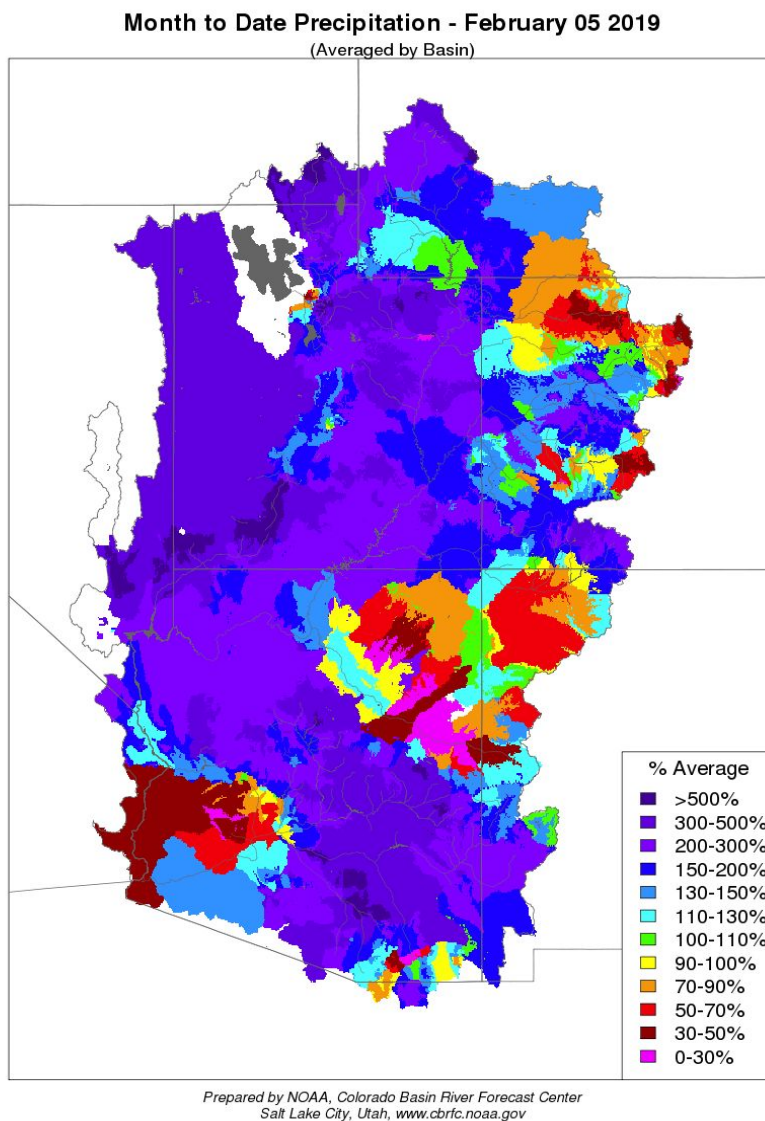 Month to Date Precipitation - February 05 2019
(Averaged by Basin)
% Average
>500%
300-500%
200-300%
150-200%
130-150%
110-130%
100-110%
90-100%
70-90%
50-70%
30-50%
0-30%
Prepared by NOAA, Colorado Basin River Forecast Center
Salt Lake City, Utah, www.cbrfc.noaa.gov